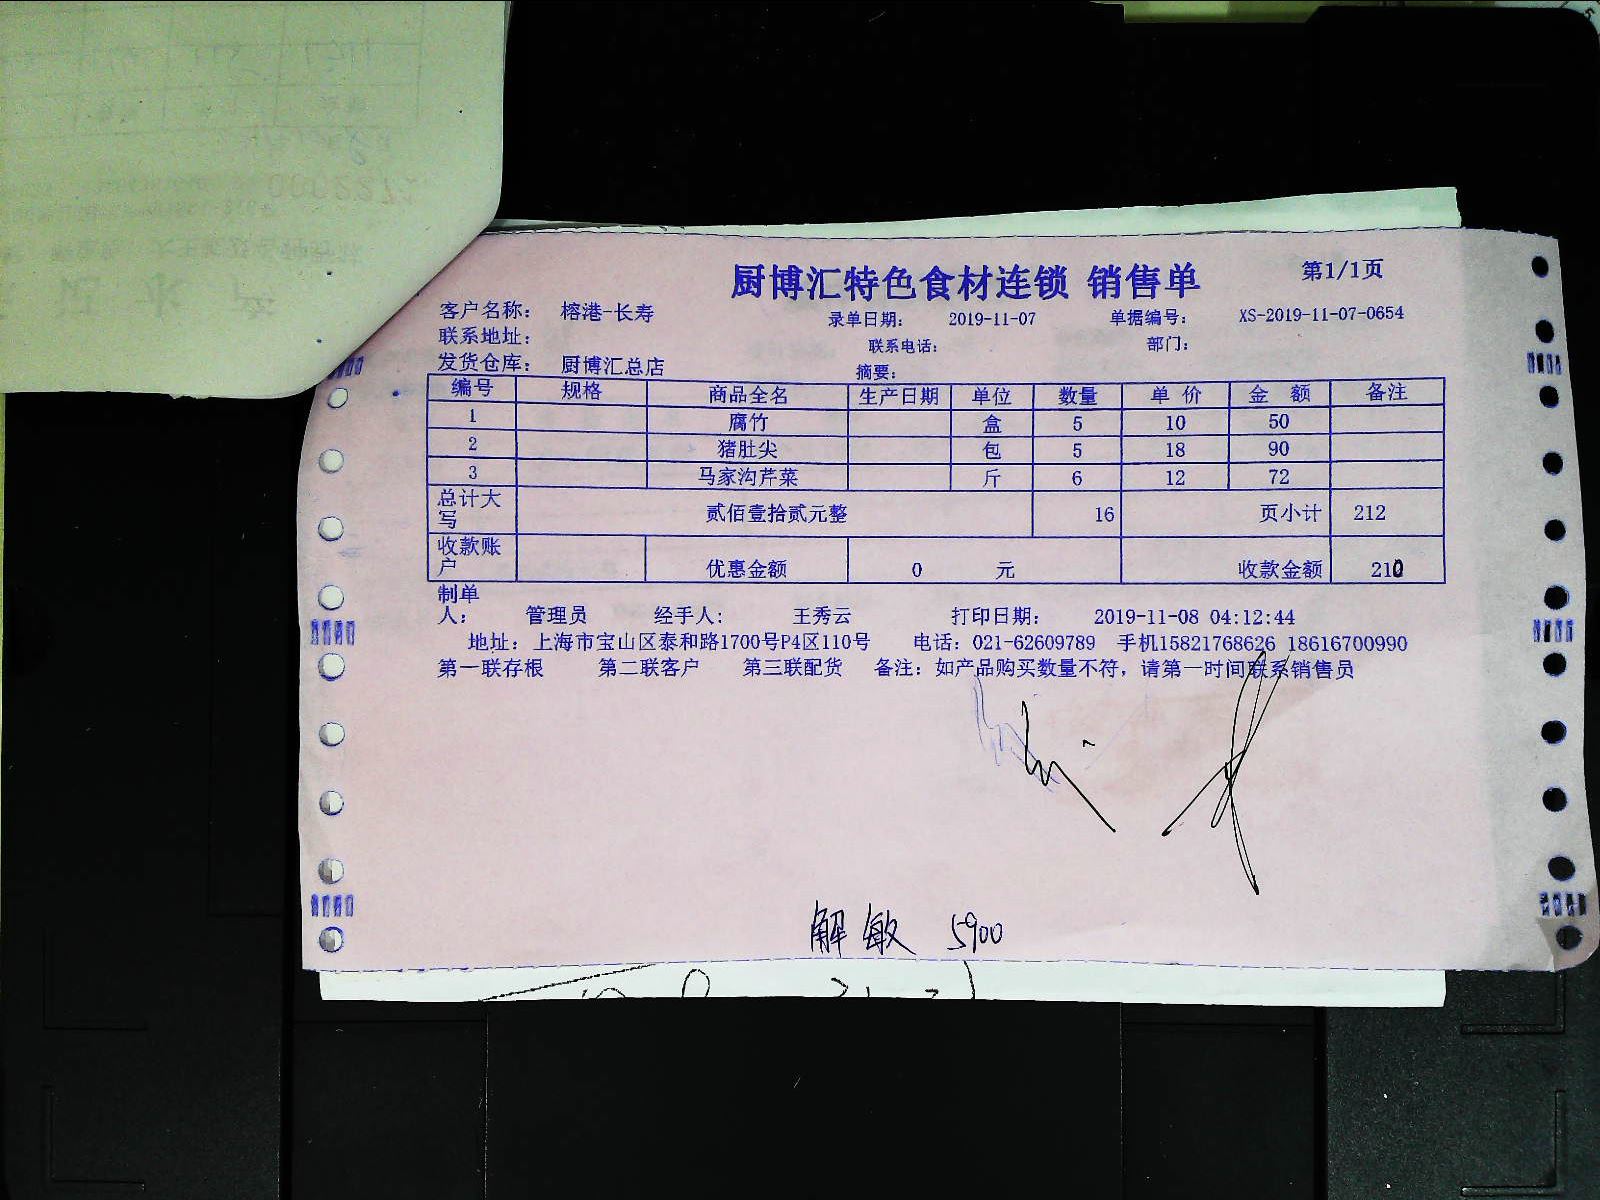 厨博汇特色食材连锁 销售单 第1/1页
客户名称： 榕港-长寿 录单日期： 2019-11-07 单据编号： XS-2019-11-07-0654
联系地址： 联系电话： 部门：
发货仓库： 厨博汇总店 摘要：
编号 规格 商品全名 生产日期 单位 数量 单 价 金 额 备注
1 腐竹 盒 5 10 50
2 猪肚尖 包 5 18 90
3 马家沟芹菜 斤 6 12 72
总计大写 贰佰壹拾贰元整 16 页小计 212
收款账户 优惠金额 0 元 收款金额 210
制单人： 管理员 经手人： 王秀云 打印日期： 2019-11-08 04:12:44
地址：上海市宝山区泰和路1700号P4区110号 电话：021-62609789 手机15821768626 18616700990
第一联存根 第二联客户 第三联配货 备注：如产品购买数量不符，请第一时间联系销售员
解敏 5900